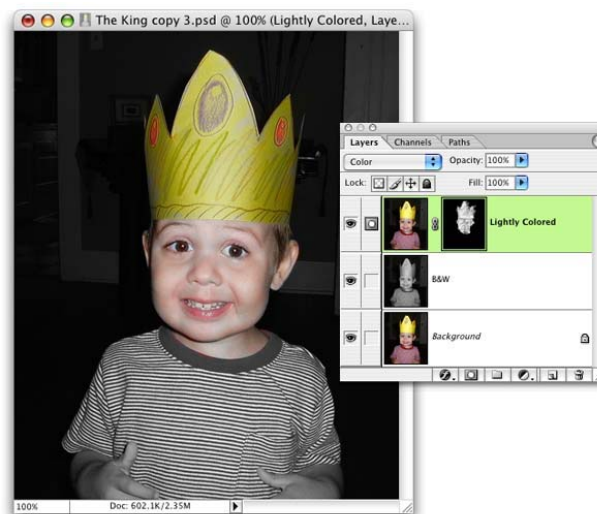 The King copy 3.psd @ 100% (Lightly Colored, Laye...
Layers Channels Paths
Color Opacity: 100%
Lock: Fill: 100%
Lightly Colored
B&W
Background
100% Doc: 602.1K/2.35M